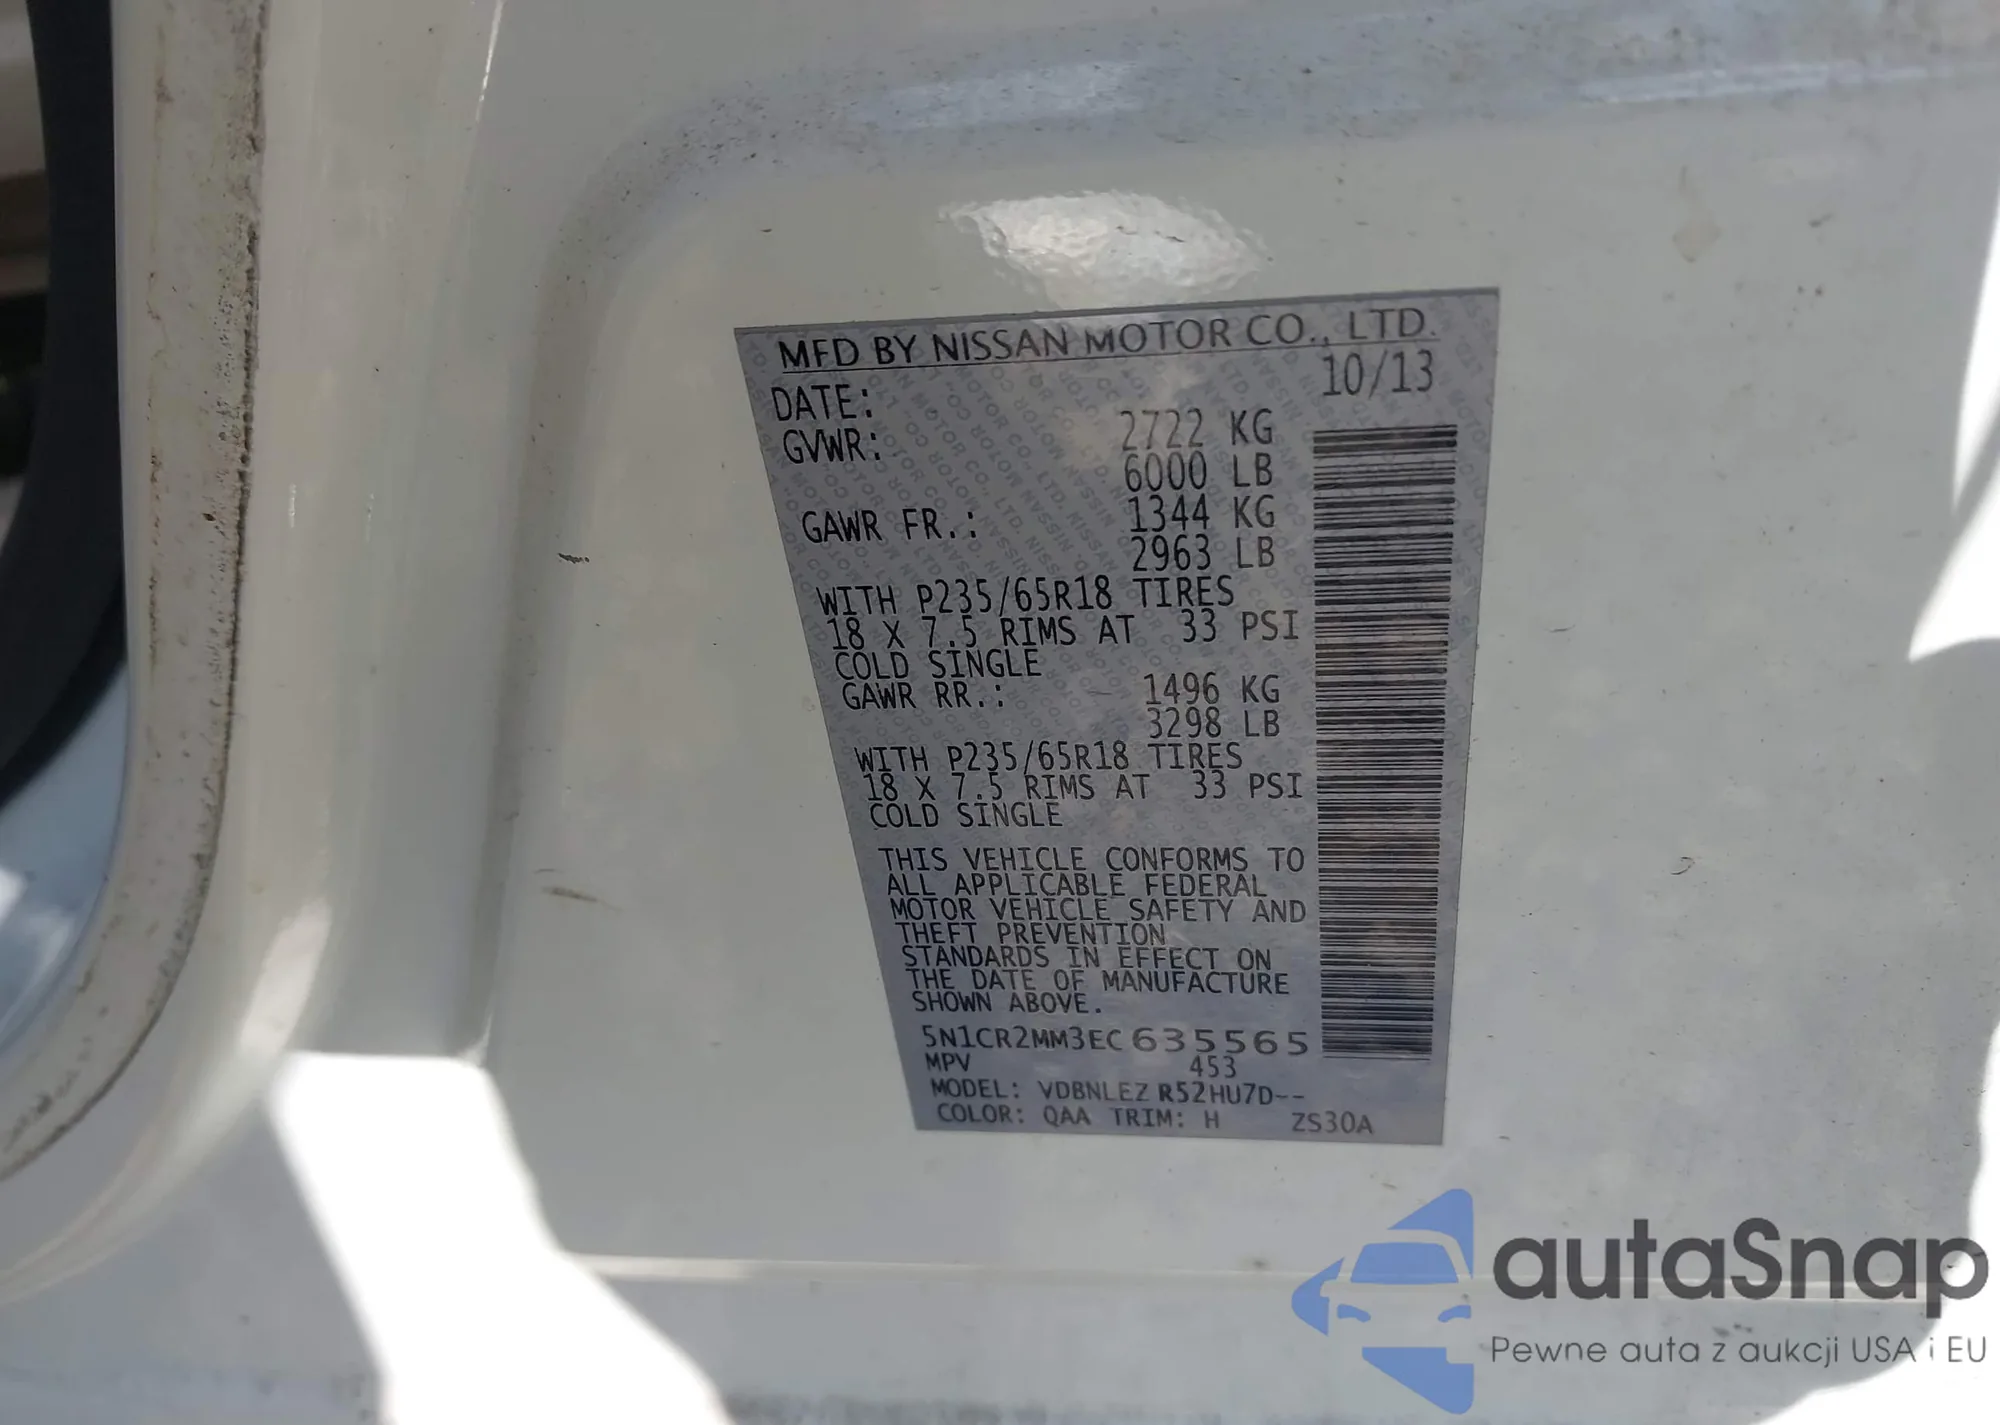 MFD BY NISSAN MOTOR CO., LTD.
DATE: 10/13
GVWR: 2722 KG
6000 LB
GAWR FR.: 1344 KG
2963 LB
WITH P235/65R18 TIRES
18 X 7.5 RIMS AT 33 PSI
COLD SINGLE
GAWR RR.: 1496 KG
3298 LB
WITH P235/65R18 TIRES
18 X 7.5 RIMS AT 33 PSI
COLD SINGLE
THIS VEHICLE CONFORMS TO
ALL APPLICABLE FEDERAL
MOTOR VEHICLE SAFETY AND
THEFT PREVENTION
STANDARDS IN EFFECT ON
THE DATE OF MANUFACTURE
SHOWN ABOVE.
5N1CR2MM3EC635565
MPV 453
MODEL: VDBNLEZ R52HU7D--
COLOR: QAA TRIM: H ZS30A
autaSnap
Pewne auta z aukcji USA i EU